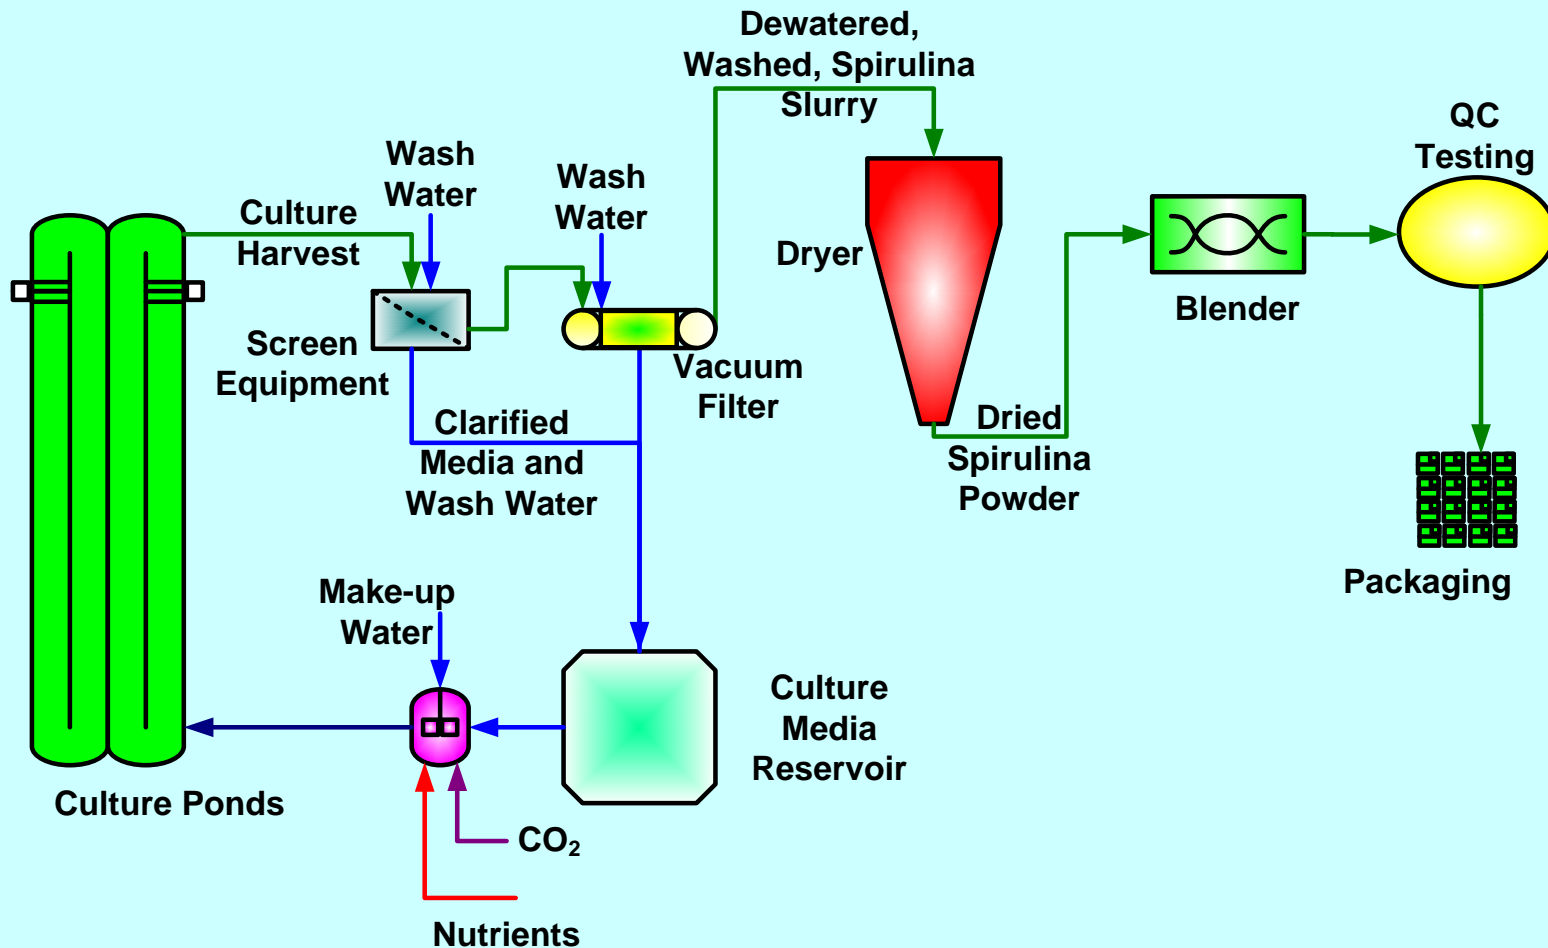 Dewatered,
Washed, Spirulina
Slurry
QC
Testing
Wash
Water
Wash
Water
Culture
Harvest
Dryer
Blender
Screen
Equipment
Vacuum
Filter
Clarified
Media and
Wash Water
Dried
Spirulina
Powder
Packaging
Make-up
Water
Culture
Media
Reservoir
Culture Ponds
CO₂
Nutrients